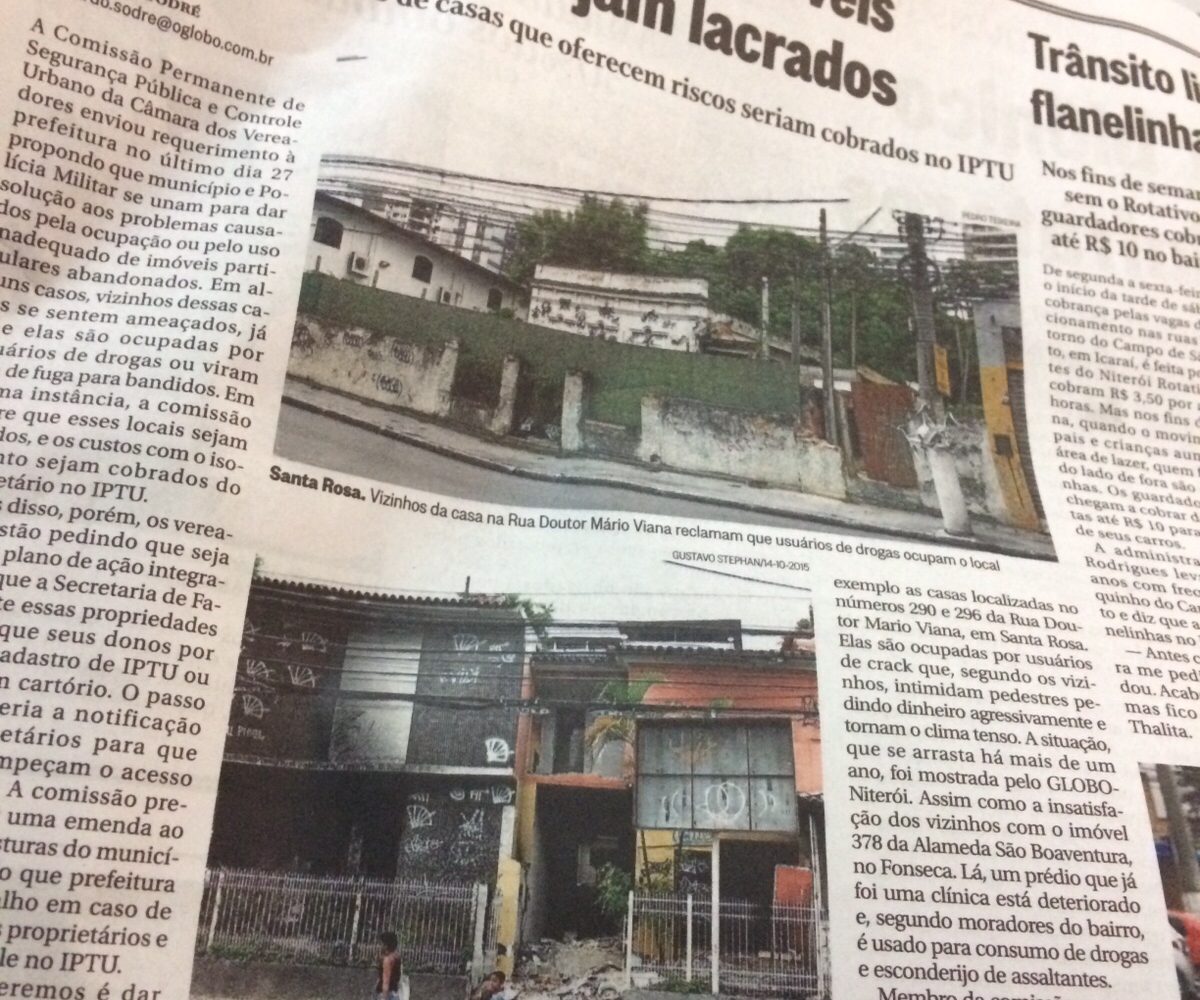 SODRÉ
do.sodre@oglobo.com.br
lacrados
de casas que oferecem riscos seriam cobrados no IPTU
A Comissão Permanente de
Segurança Pública e Controle
Urbano da Câmara dos Verea-
dores enviou requerimento à
prefeitura no último dia 27
propondo que município e Po-
lícia Militar se unam para dar
solução aos problemas causa-
dos pela ocupação ou pelo uso
nadequado de imóveis parti-
ulares abandonados. Em al-
uns casos, vizinhos dessas ca-
s se sentem ameaçados, já
e elas são ocupadas por
uários de drogas ou viram
de fuga para bandidos. Em
ma instância, a comissão
re que esses locais sejam
dos, e os custos com o iso-
nto sejam cobrados do
etário no IPTU.
s disso, porém, os verea-
stão pedindo que seja
plano de ação integra-
que a Secretaria de Fa-
te essas propriedades
que seus donos por
adastro de IPTU ou
n cartório. O passo
eria a notificação
etários para que
mpeçam o acesso
A comissão pre-
uma emenda ao
sturas do municí-
o que prefeitura
alho em caso de
s proprietários e
le no IPTU.
eremos é dar
PEDRO TEIXEIRA
Santa Rosa. Vizinhos da casa na Rua Doutor Mário Viana reclamam que usuários de drogas ocupam o local
GUSTAVO STEPHAN/14-10-2015
exemplo as casas localizadas no
números 290 e 296 da Rua Dou-
tor Mario Viana, em Santa Rosa.
Elas são ocupadas por usuários
de crack que, segundo os vizi-
nhos, intimidam pedestres pe-
dindo dinheiro agressivamente e
tornam o clima tenso. A situação,
que se arrasta há mais de um
ano, foi mostrada pelo GLOBO-
Niterói. Assim como a insatisfa-
ção dos vizinhos com o imóvel
378 da Alameda São Boaventura,
no Fonseca. Lá, um prédio que já
foi uma clínica está deteriorado
e, segundo moradores do bairro,
é usado para consumo de drogas
e esconderijo de assaltantes.
Membro da comissão
Trânsito li
flanelinha
Nos fins de sema
sem o Rotativo
guardadores cobr
até R$ 10 no bai
De segunda a sexta-fei
o início da tarde de sá
cobrança pelas vagas
cionamento nas ruas
torno do Campo de S
to, em Icaraí, é feita pe
tes do Niterói Rotat
cobram R$ 3,50 por
horas. Mas nos fins d
na, quando o movim
pais e crianças aum
área de lazer, quem
do lado de fora são
nhas. Os guardado
chegam a cobrar d
tas até R$ 10 para
de seus carros.
A administra
Rodrigues lev
anos com frec
quinho do Ca
to e diz que a
nelinhas no
— Antes
ra me ped
dou. Acab
mas fico
Thalita.